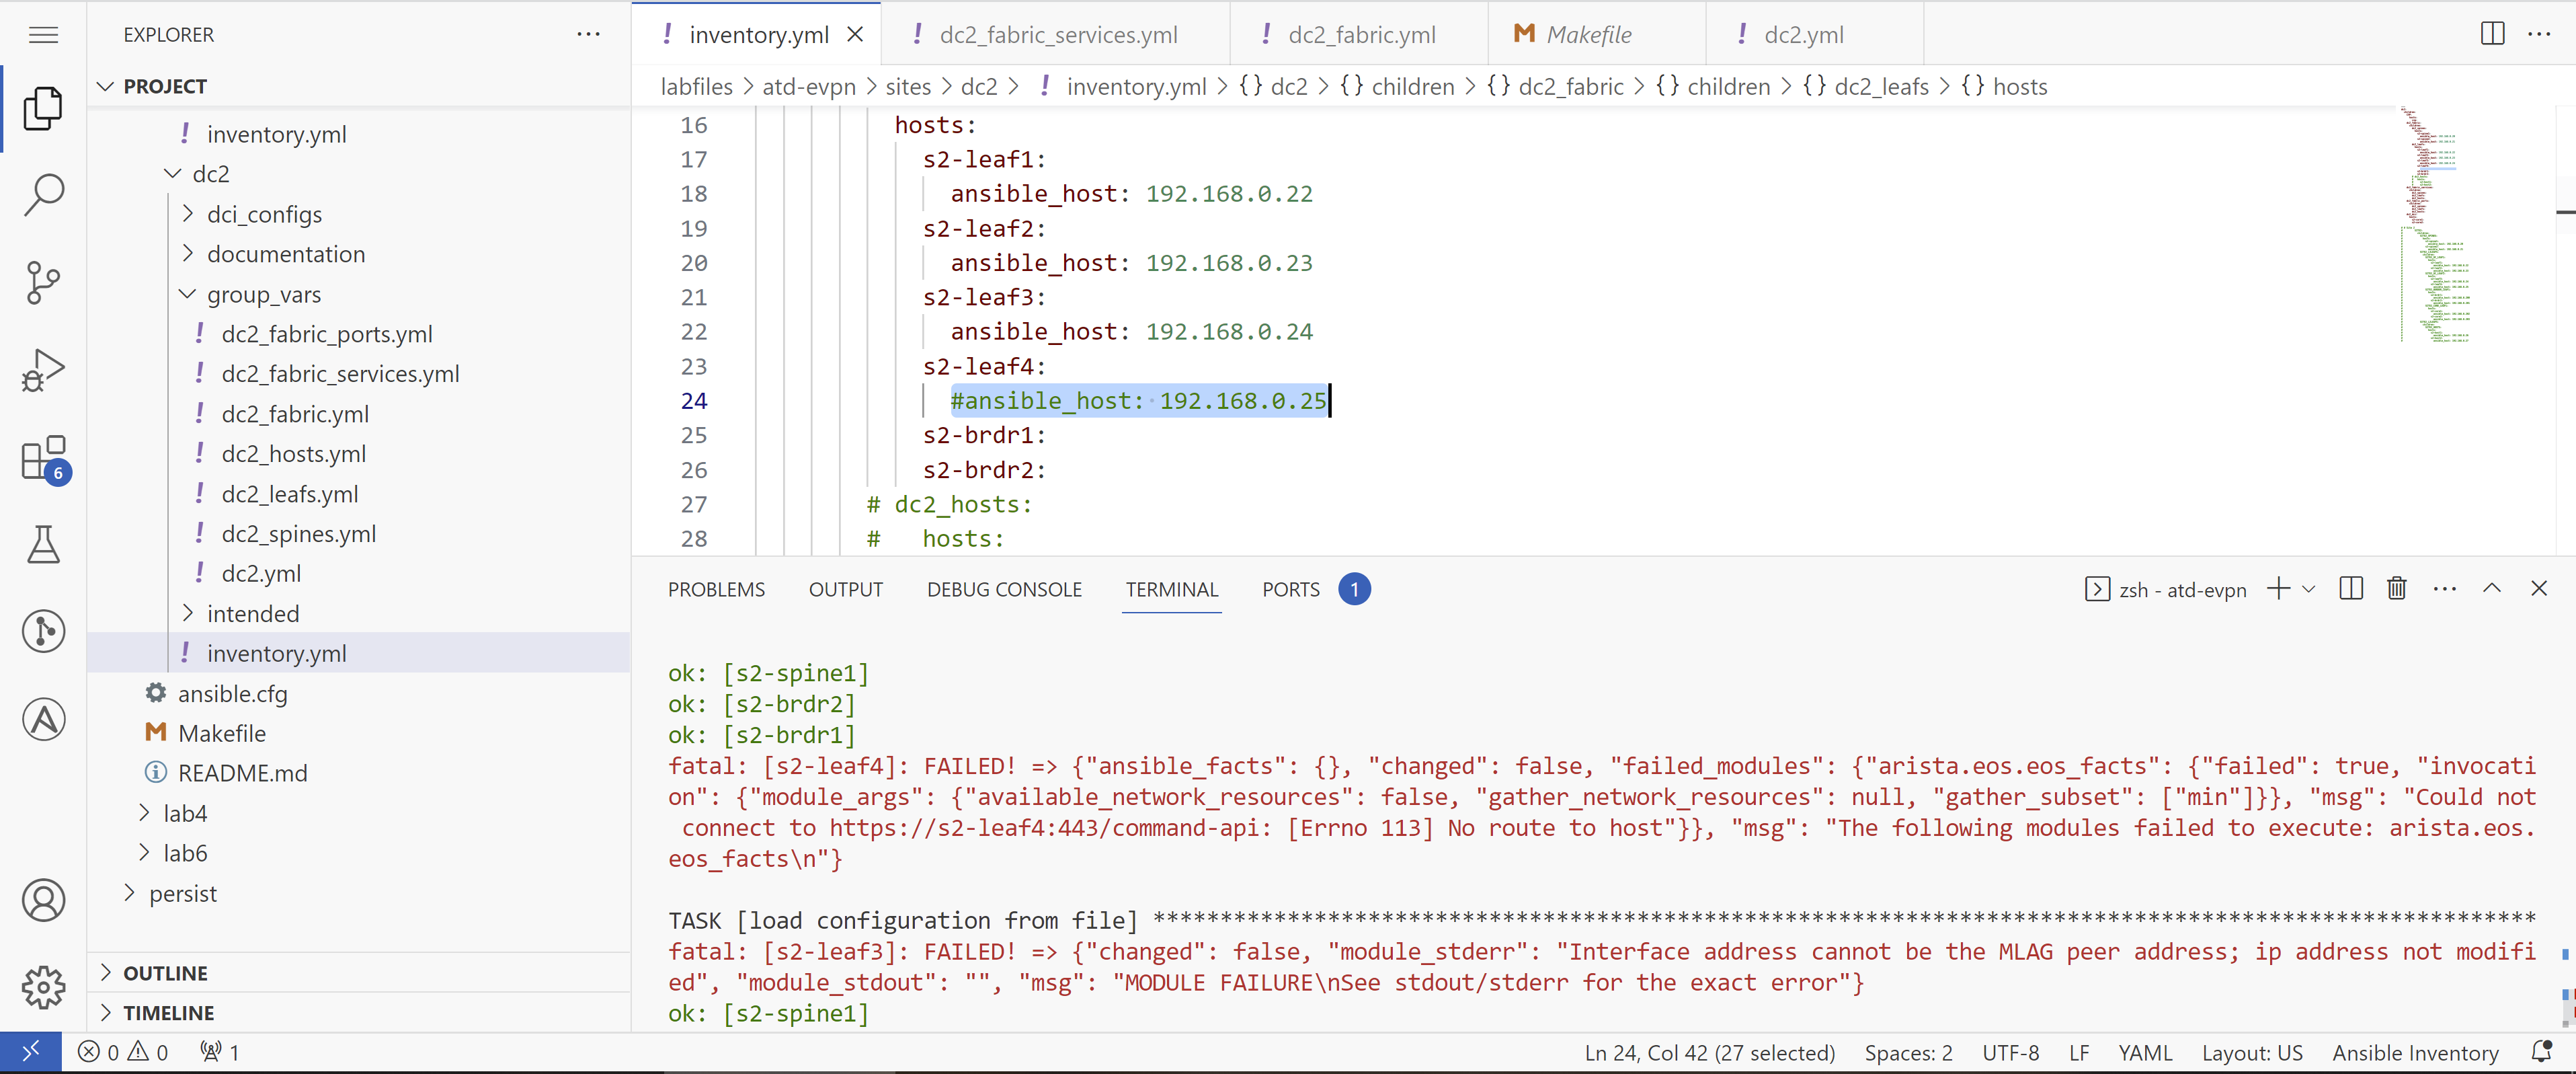 EXPLORER
PROJECT
inventory.yml
dc2
dci_configs
documentation
group_vars
dc2_fabric_ports.yml
dc2_fabric_services.yml
dc2_fabric.yml
dc2_hosts.yml
dc2_leafs.yml
dc2_spines.yml
dc2.yml
intended
inventory.yml
ansible.cfg
Makefile
README.md
lab4
lab6
persist
OUTLINE
TIMELINE
6
inventory.yml dc2_fabric_services.yml dc2_fabric.yml Makefile dc2.yml
labfiles > atd-evpn > sites > dc2 > inventory.yml > {} dc2 > {} children > {} dc2_fabric > {} children > {} dc2_leafs > {} hosts
16 hosts:
17 s2-leaf1:
18 ansible_host: 192.168.0.22
19 s2-leaf2:
20 ansible_host: 192.168.0.23
21 s2-leaf3:
22 ansible_host: 192.168.0.24
23 s2-leaf4:
24 #ansible_host: 192.168.0.25
25 s2-brdr1:
26 s2-brdr2:
27 # dc2_hosts:
28 #   hosts:
PROBLEMS OUTPUT DEBUG CONSOLE TERMINAL PORTS 1
zsh - atd-evpn
ok: [s2-spine1]
ok: [s2-brdr2]
ok: [s2-brdr1]
fatal: [s2-leaf4]: FAILED! => {"ansible_facts": {}, "changed": false, "failed_modules": {"arista.eos.eos_facts": {"failed": true, "invocati
on": {"module_args": {"available_network_resources": false, "gather_network_resources": null, "gather_subset": ["min"]}}, "msg": "Could not
connect to https://s2-leaf4:443/command-api: [Errno 113] No route to host"}}, "msg": "The following modules failed to execute: arista.eos.
eos_facts\n"}
TASK [load configuration from file] ******************************************************************************************************
fatal: [s2-leaf3]: FAILED! => {"changed": false, "module_stderr": "Interface address cannot be the MLAG peer address; ip address not modifi
ed", "module_stdout": "", "msg": "MODULE FAILURE\nSee stdout/stderr for the exact error"}
ok: [s2-spine1]
0 0 1
Ln 24, Col 42 (27 selected) Spaces: 2 UTF-8 LF YAML Layout: US Ansible Inventory